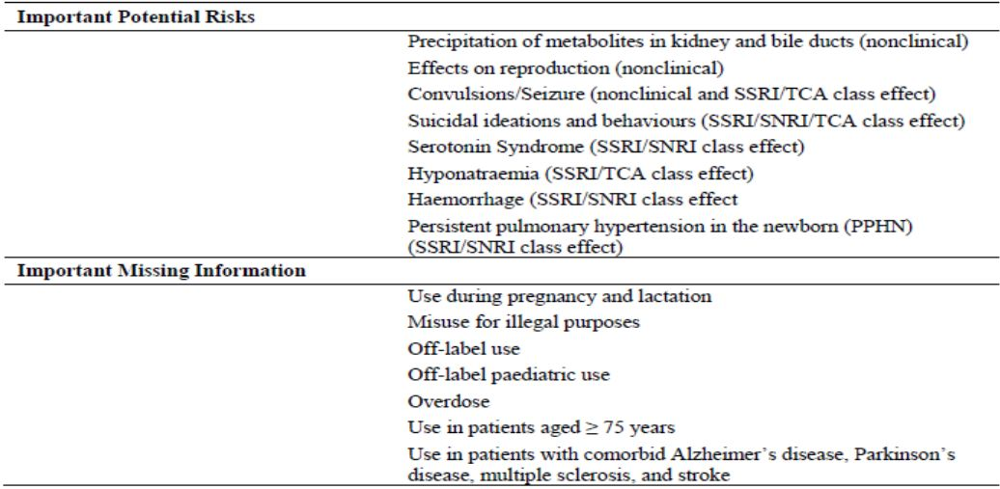 Important Potential Risks
Precipitation of metabolites in kidney and bile ducts (nonclinical)
Effects on reproduction (nonclinical)
Convulsions/Seizure (nonclinical and SSRI/TCA class effect)
Suicidal ideations and behaviours (SSRI/SNRI/TCA class effect)
Serotonin Syndrome (SSRI/SNRI class effect)
Hyponatraemia (SSRI/TCA class effect)
Haemorrhage (SSRI/SNRI class effect
Persistent pulmonary hypertension in the newborn (PPHN)
(SSRI/SNRI class effect)
Important Missing Information
Use during pregnancy and lactation
Misuse for illegal purposes
Off-label use
Off-label paediatric use
Overdose
Use in patients aged ≥ 75 years
Use in patients with comorbid Alzheimer’s disease, Parkinson’s
disease, multiple sclerosis, and stroke